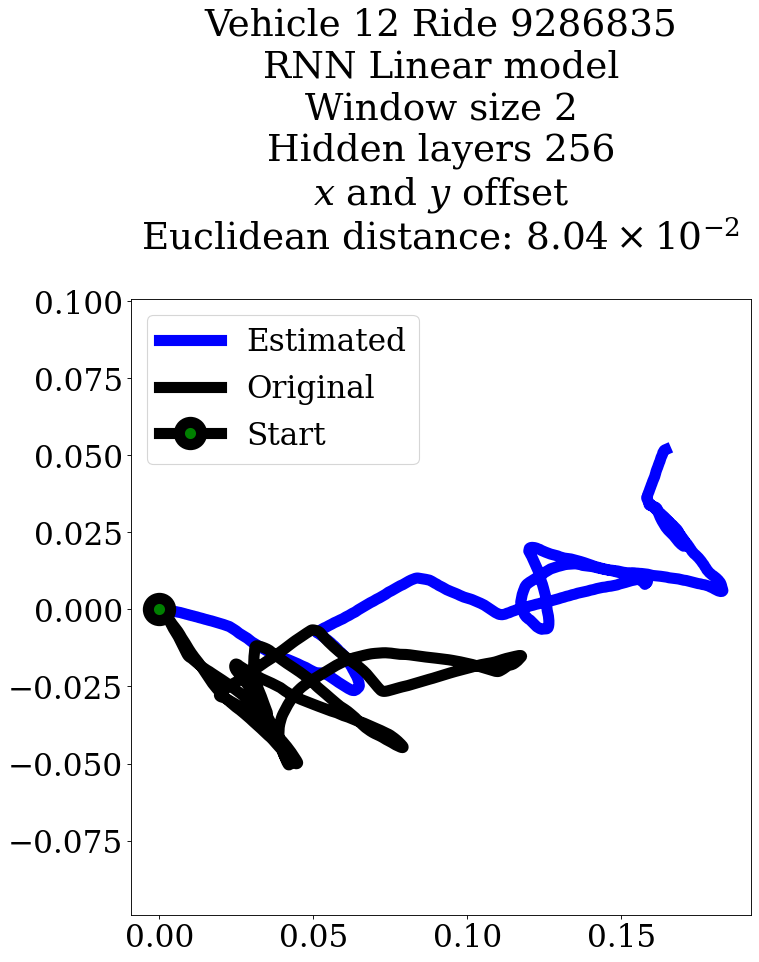 Vehicle 12 Ride 9286835
RNN Linear model
Window size 2
Hidden layers 256
x and y offset
Euclidean distance: 8.04 × 10⁻²
0.100
0.075
0.050
0.025
0.000
−0.025
−0.050
−0.075
Estimated
Original
Start
0.00 0.05 0.10 0.15